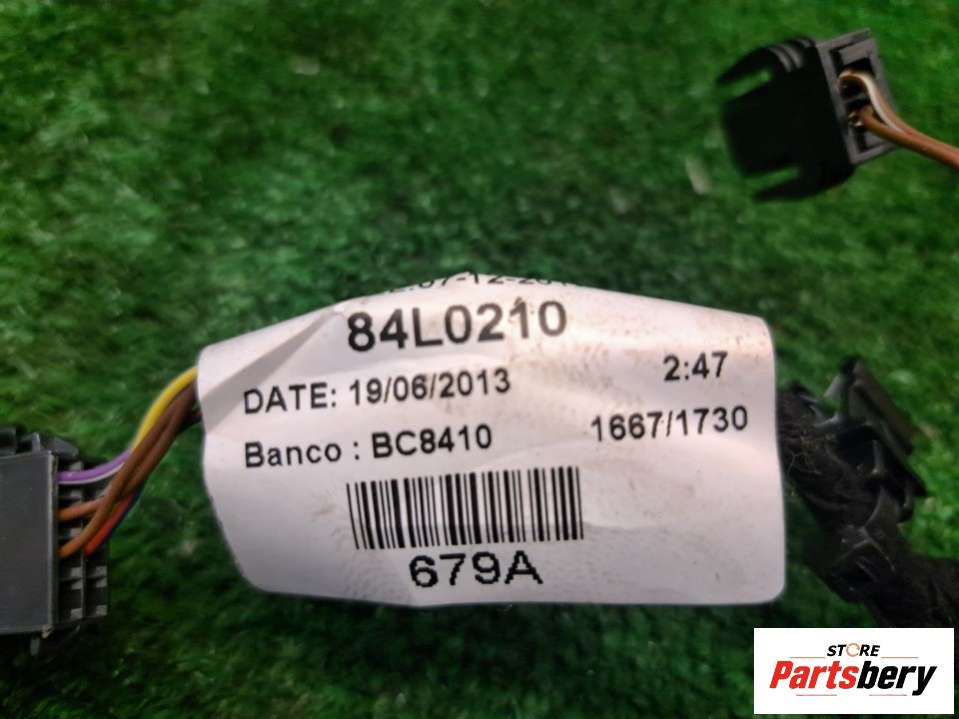 84L0210
DATE: 19/06/2013 2:47
Banco : BC8410 1667/1730
679A
STORE
Partsbery